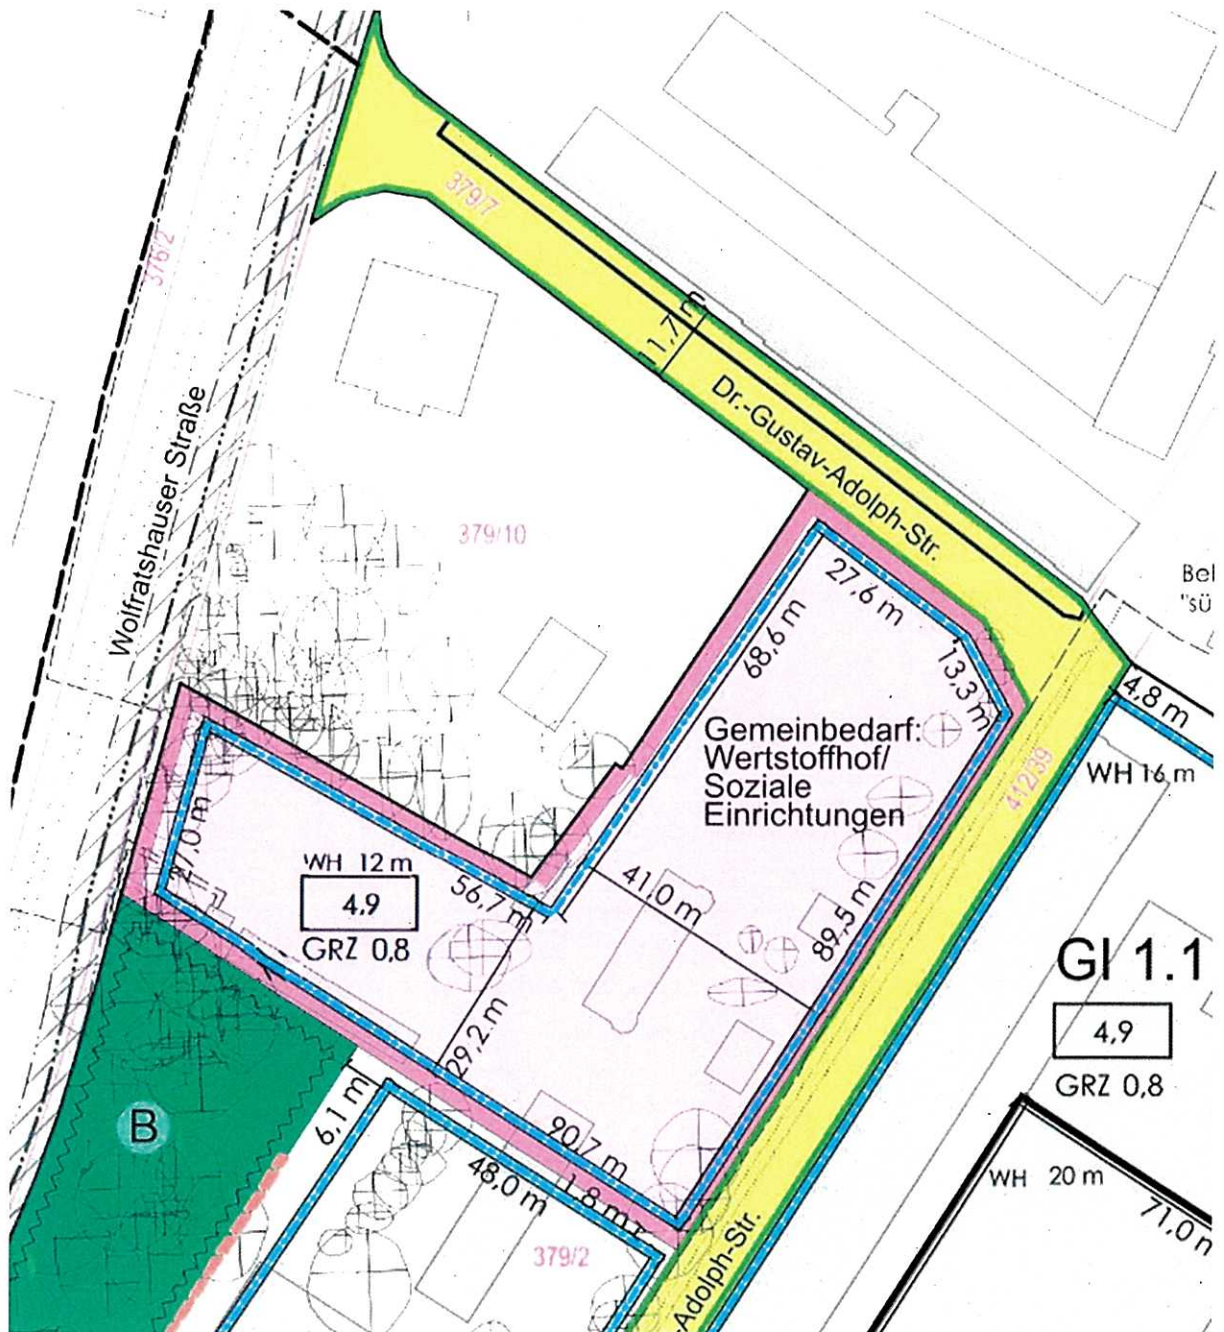 379/7
376/2
11,7 m
Dr.-Gustav-Adolph-Str.
Wolfratshauser Straße
379/10
27,6 m
68,6 m
13,3 m
Bel
"sü
4,8 m
WH 16 m
412/39
Gemeinbedarf:
Wertstoffhof/
Soziale
Einrichtungen
27,0 m
WH 12 m
4,9
GRZ 0,8
56,7 m
41,0 m
89,5 m
29,2 m
GI 1.1
4,9
GRZ 0,8
B
6,1 m
90,7 m
48,0 m
1,8 m
WH 20 m
71,0 n
379/2
-Adolph-Str.